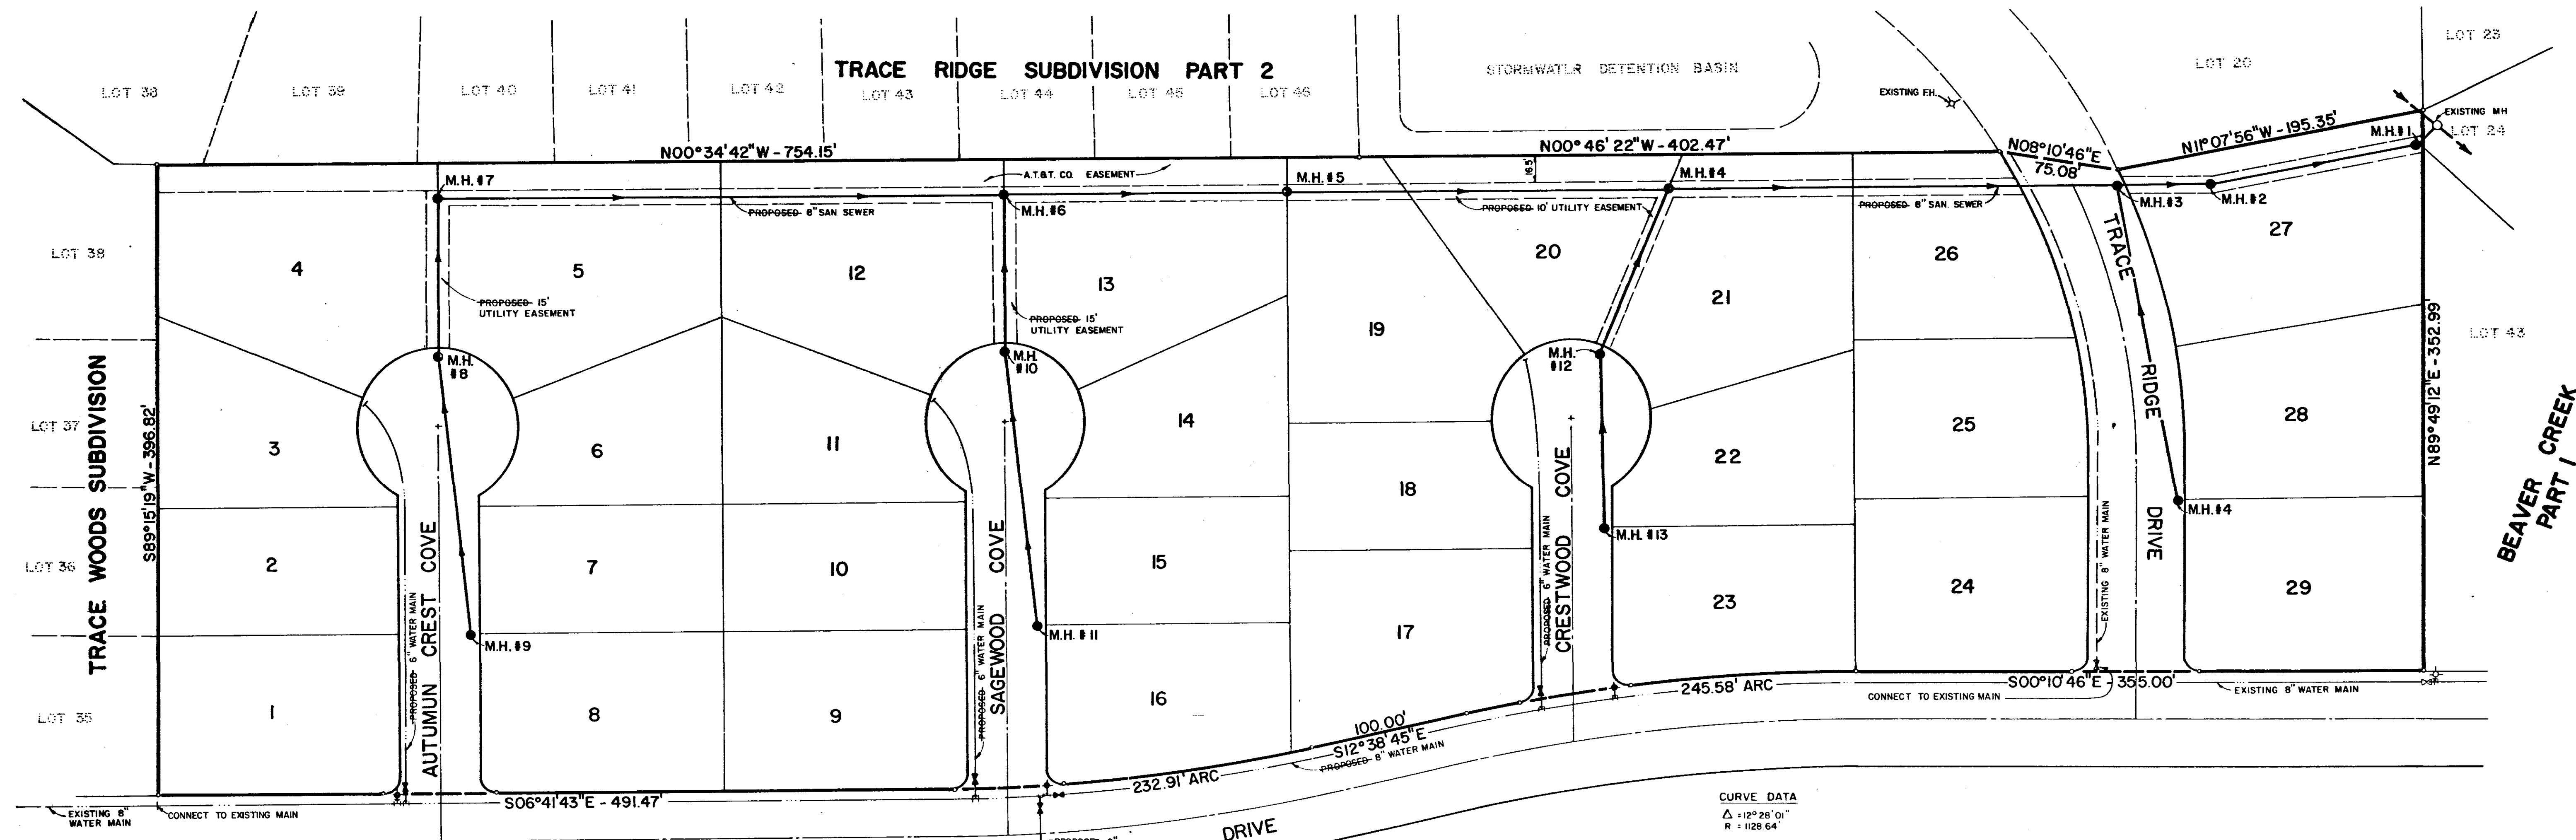 LOT 38
LOT 39
LOT 40
LOT 41
LOT 42
TRACE RIDGE SUBDIVISION PART 2
LOT 43
LOT 44
LOT 45
LOT 46
STORMWATER DETENTION BASIN
EXISTING F.H.
LOT 20
LOT 23
EXISTING MH
LOT 24
M.H.#1
N00°34'42"W - 754.15'
N00°46'22"W - 402.47'
N08°10'46"E
75.08'
N11°07'56"W - 195.35'
A.T.&T. CO. EASEMENT
16.5'
M.H.#7
M.H.#6
M.H.#5
M.H.#4
M.H.#3
M.H.#2
PROPOSED 8" SAN SEWER
PROPOSED 10' UTILITY EASEMENT
PROPOSED 8" SAN. SEWER
LOT 38
4
5
12
13
20
21
26
27
PROPOSED 15'
UTILITY EASEMENT
PROPOSED 15'
UTILITY EASEMENT
TRACE RIDGE DRIVE
19
LOT 43
M.H.
#8
M.H.
#10
M.H.
#12
TRACE WOODS SUBDIVISION
S89°15'19"W - 396.82'
N89°49'12"E - 352.99'
BEAVER CREEK
PART I
LOT 37
3
6
11
14
18
22
25
28
M.H.#4
M.H.#13
LOT 36
2
7
10
15
17
23
24
29
AUTUMUN CREST COVE
SAGEWOOD COVE
CRESTWOOD COVE
PROPOSED 6" WATER MAIN
PROPOSED 6" WATER MAIN
PROPOSED 6" WATER MAIN
EXISTING 8" WATER MAIN
M.H.#9
M.H.#11
LOT 35
1
8
9
16
245.58' ARC
S00°10'46"E - 355.00'
CONNECT TO EXISTING MAIN
EXISTING 8" WATER MAIN
100.00'
S12°38'45"E
PROPOSED 8" WATER MAIN
232.91' ARC
S06°41'43"E - 491.47'
EXISTING 8"
WATER MAIN
CONNECT TO EXISTING MAIN
DRIVE
CURVE DATA
Δ = 12°28'01"
R = 1128.64'